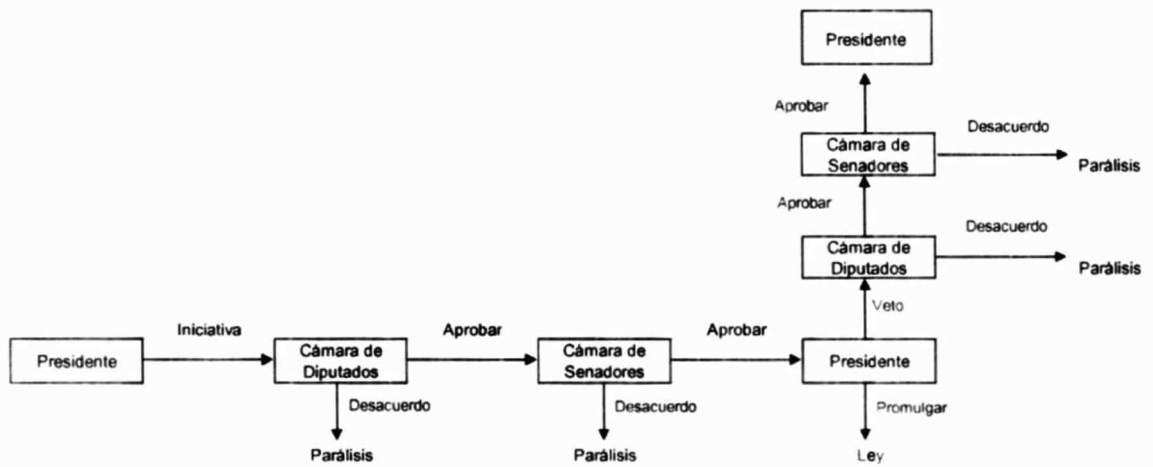 Presidente
Aprobar
Desacuerdo
Cámara de
Senadores
Parálisis
Aprobar
Desacuerdo
Cámara de
Diputados
Parálisis
Veto
Iniciativa
Aprobar
Aprobar
Presidente
Cámara de
Diputados
Cámara de
Senadores
Presidente
Desacuerdo
Desacuerdo
Promulgar
Parálisis
Parálisis
Ley